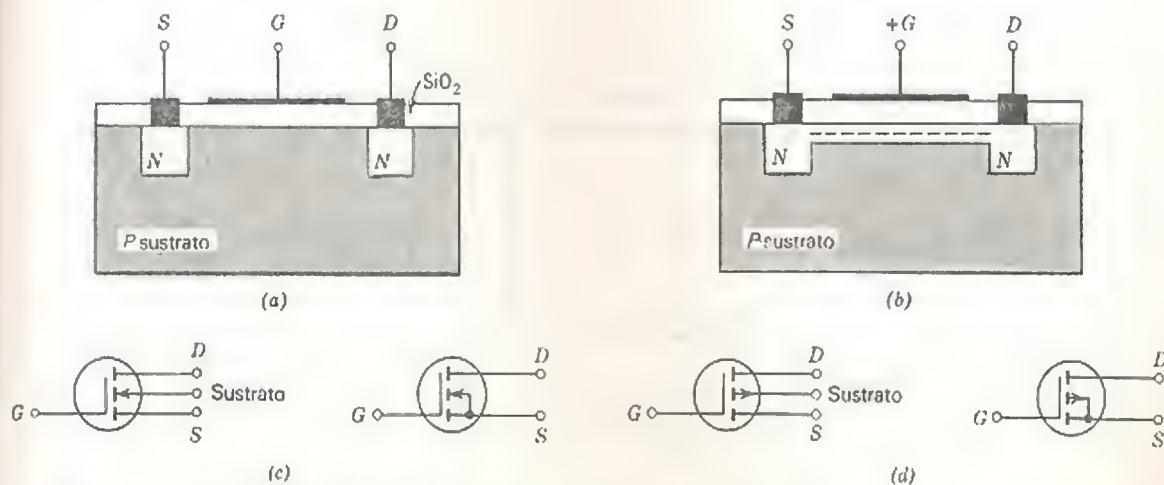 S G D
SiO₂
N N
P sustrato
(a)
S +G D
N N
P sustrato
(b)
D
Sustrato
G
S
D
G
S
(c)
D
Sustrato
G
S
D
G
S
(d)